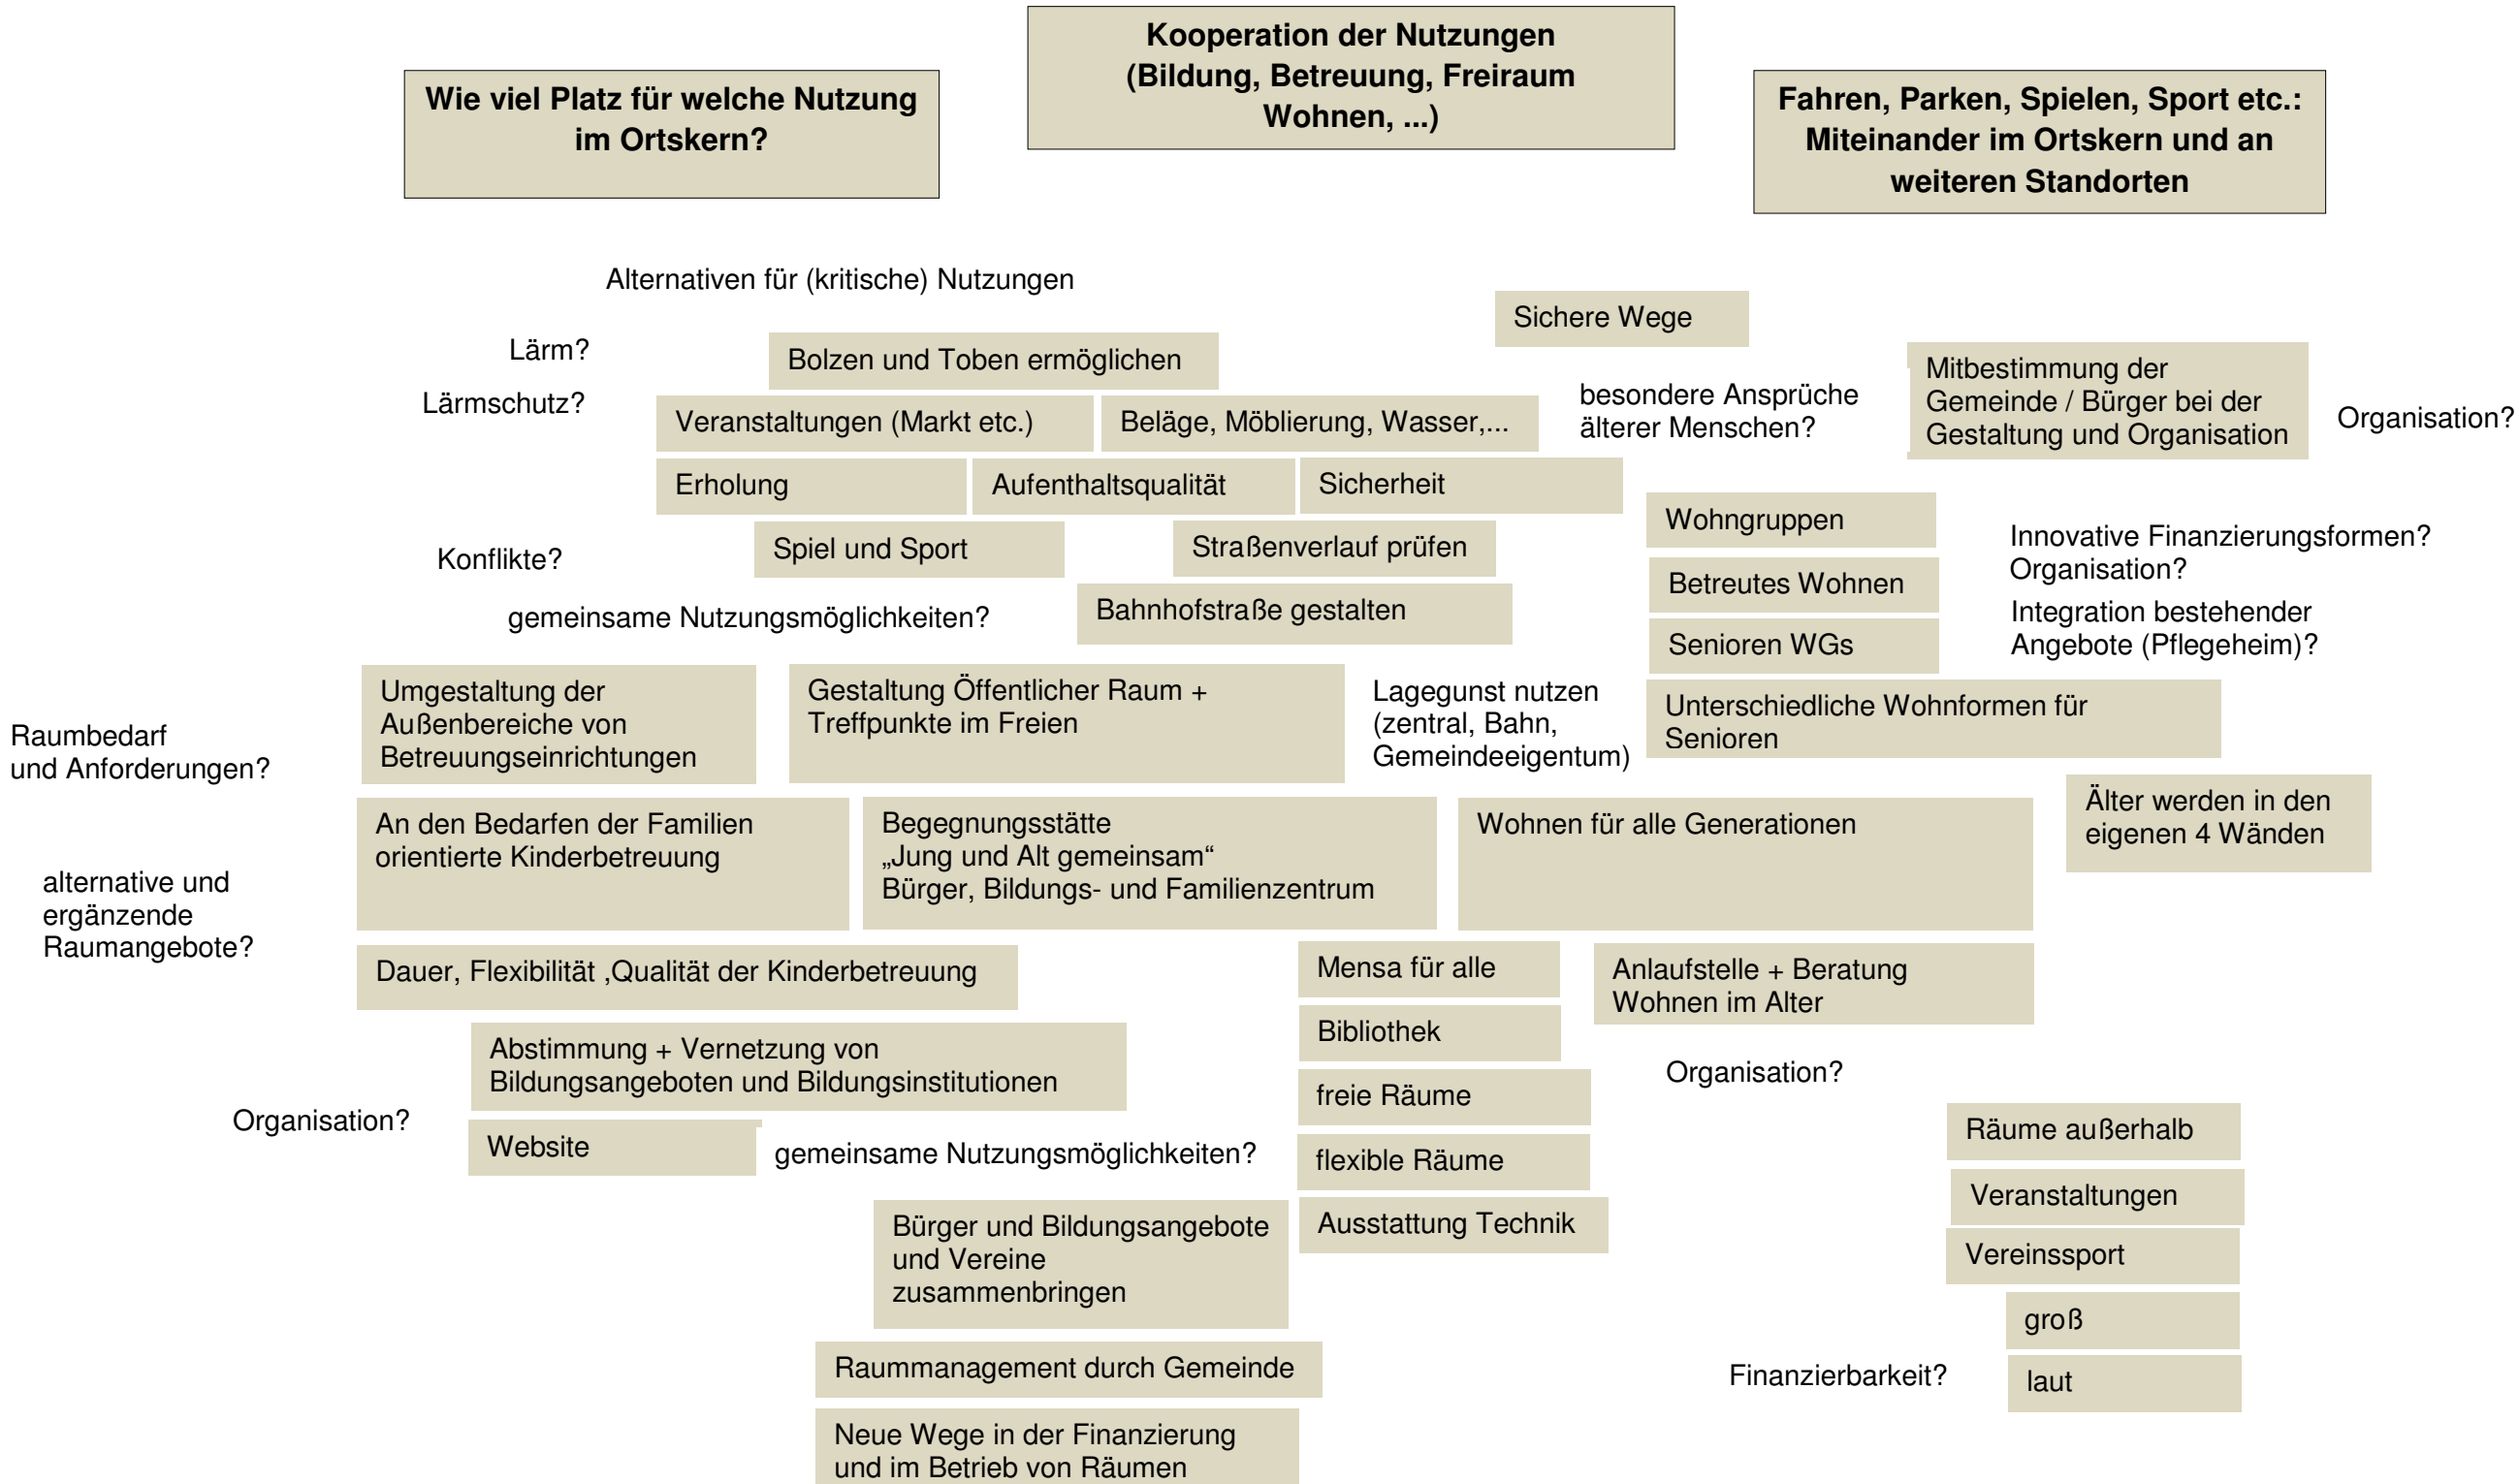 Kooperation der Nutzungen
(Bildung, Betreuung, Freiraum
Wohnen, ...)
Wie viel Platz für welche Nutzung
im Ortskern?
Fahren, Parken, Spielen, Sport etc.:
Miteinander im Ortskern und an
weiteren Standorten
Alternativen für (kritische) Nutzungen
Sichere Wege
Lärm?
Bolzen und Toben ermöglichen
Mitbestimmung der
Gemeinde / Bürger bei der
Gestaltung und Organisation
Organisation?
Lärmschutz?
Veranstaltungen (Markt etc.)
Beläge, Möblierung, Wasser,...
besondere Ansprüche
älterer Menschen?
Erholung
Aufenthaltsqualität
Sicherheit
Wohngruppen
Innovative Finanzierungsformen?
Organisation?
Konflikte?
Spiel und Sport
Straßenverlauf prüfen
Betreutes Wohnen
Integration bestehender
Angebote (Pflegeheim)?
gemeinsame Nutzungsmöglichkeiten?
Bahnhofstraße gestalten
Senioren WGs
Raumbedarf
und Anforderungen?
Umgestaltung der
Außenbereiche von
Betreuungseinrichtungen
Gestaltung Öffentlicher Raum +
Treffpunkte im Freien
Lagegunst nutzen
(zentral, Bahn,
Gemeindeeigentum)
Unterschiedliche Wohnformen für
Senioren
Älter werden in den
eigenen 4 Wänden
An den Bedarfen der Familien
orientierte Kinderbetreuung
Begegnungsstätte
„Jung und Alt gemeinsam“
Bürger, Bildungs- und Familienzentrum
Wohnen für alle Generationen
alternative und
ergänzende
Raumangebote?
Dauer, Flexibilität ,Qualität der Kinderbetreuung
Mensa für alle
Anlaufstelle + Beratung
Wohnen im Alter
Abstimmung + Vernetzung von
Bildungsangeboten und Bildungsinstitutionen
Bibliothek
Organisation?
freie Räume
Organisation?
Website
gemeinsame Nutzungsmöglichkeiten?
flexible Räume
Räume außerhalb
Veranstaltungen
Bürger und Bildungsangebote
und Vereine
zusammenbringen
Ausstattung Technik
Vereinssport
groß
Raummanagement durch Gemeinde
Finanzierbarkeit?
laut
Neue Wege in der Finanzierung
und im Betrieb von Räumen